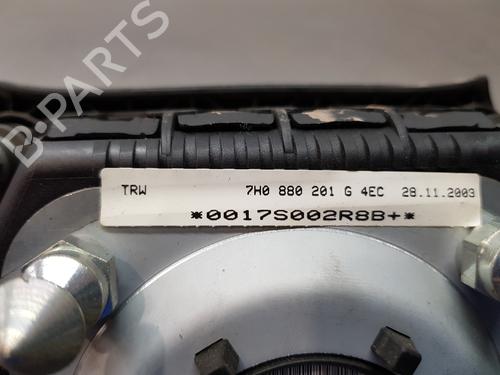 B-PARTS
TRW 7H0 880 201 G 4EC 28.11.2003
*0017S002R8B+*